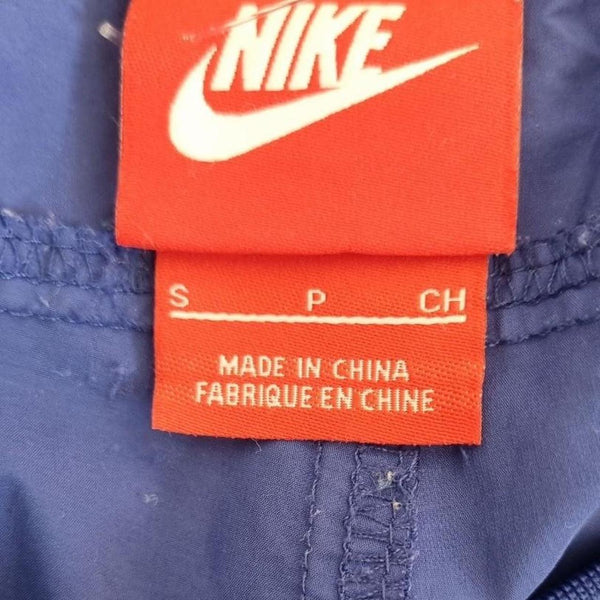 NIKE
S P CH
MADE IN CHINA
FABRIQUE EN CHINE